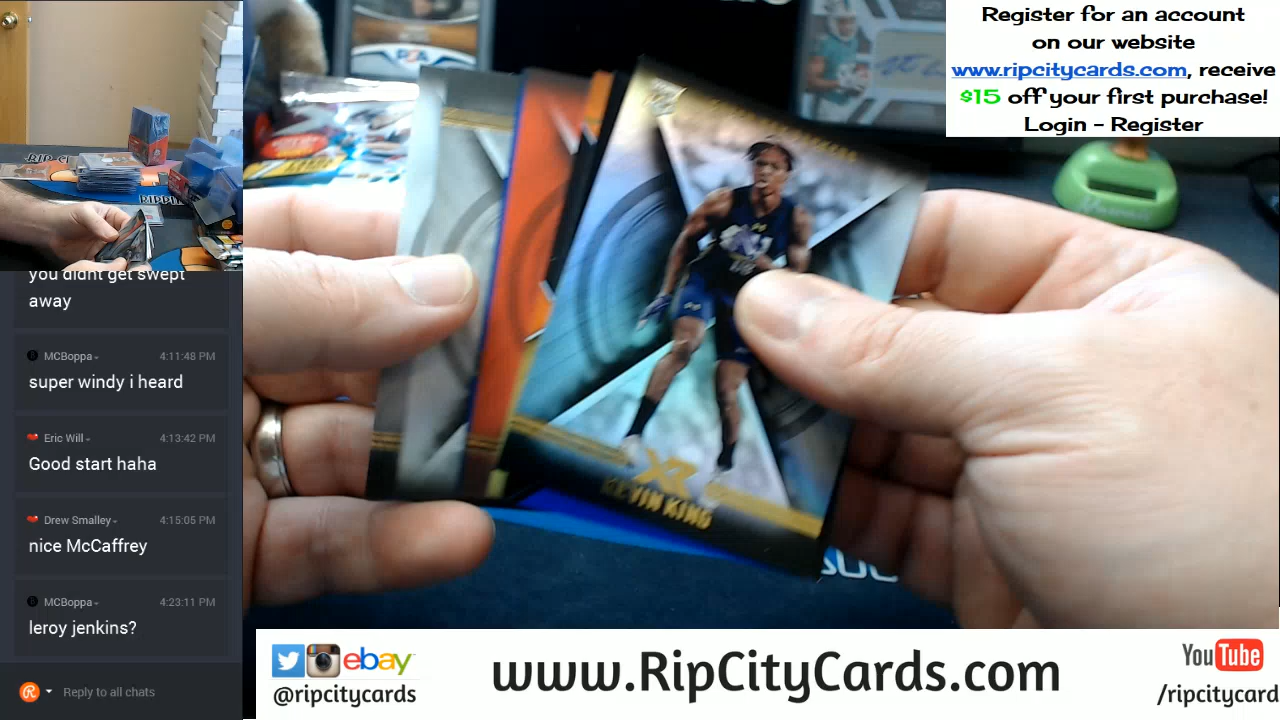 Register for an account
on our website
www.ripcitycards.com, receive
$15 off your first purchase!
Login - Register
you didnt get swept
away
MCBoppa
4:11:48 PM
super windy i heard
Eric Will
4:13:42 PM
Good start haha
Drew Smalley
4:15:05 PM
nice McCaffrey
MCBoppa
4:23:11 PM
leroy jenkins?
Reply to all chats
XR
KEVIN KING
ebay
@ripcitycards
www.RipCityCards.com
YouTube
/ripcitycard